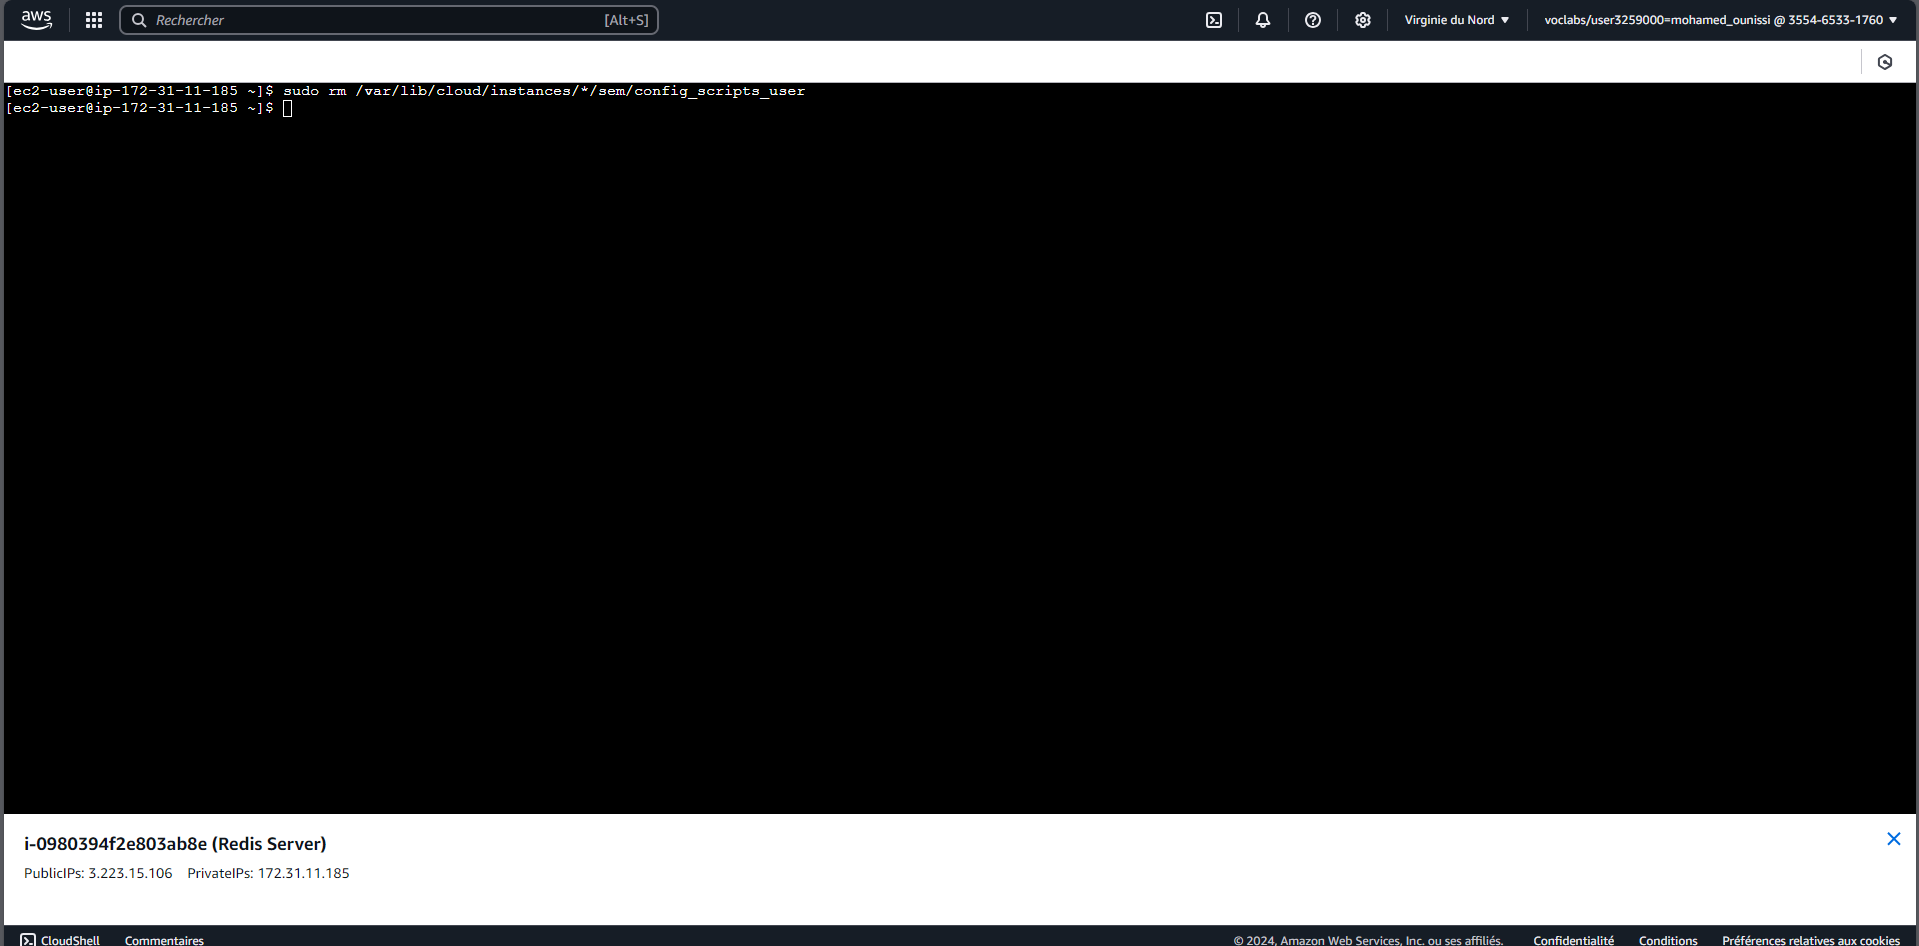 aws
Rechercher
[Alt+S]
Virginie du Nord
voclabs/user3259000=mohamed_ounissi @ 3554-6533-1760
[ec2-user@ip-172-31-11-185 ~]$ sudo rm /var/lib/cloud/instances/*/sem/config_scripts_user
[ec2-user@ip-172-31-11-185 ~]$
i-0980394f2e803ab8e (Redis Server)
PublicIPs: 3.223.15.106 PrivateIPs: 172.31.11.185
CloudShell Commentaires © 2024, Amazon Web Services, Inc. ou ses affiliés. Confidentialité Conditions Préférences relatives aux cookies